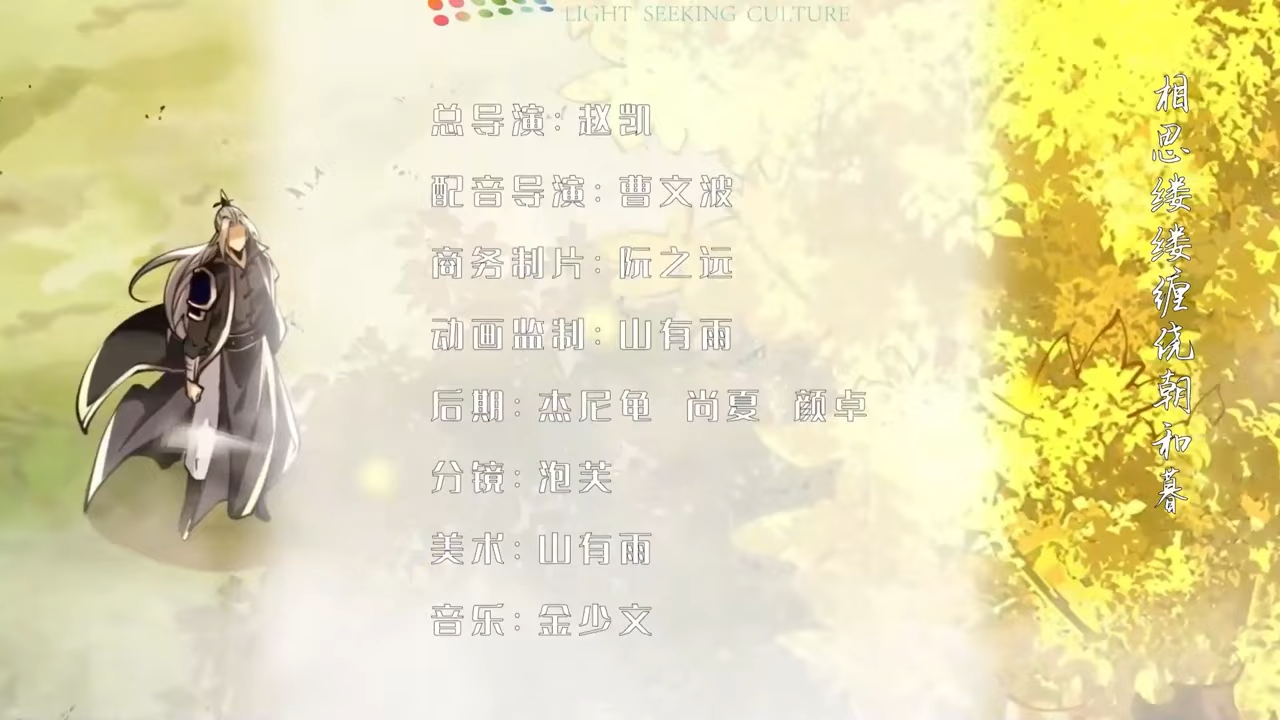 LIGHT SEEKING CULTURE
总导演：赵凯
配音导演：曹文波
商务制片：阮之远
动画监制：山有雨
后期：杰尼龟 尚夏 颜卓
分镜：泡芙
美术：山有雨
音乐：金少文
相思缕缕缠绕朝和暮